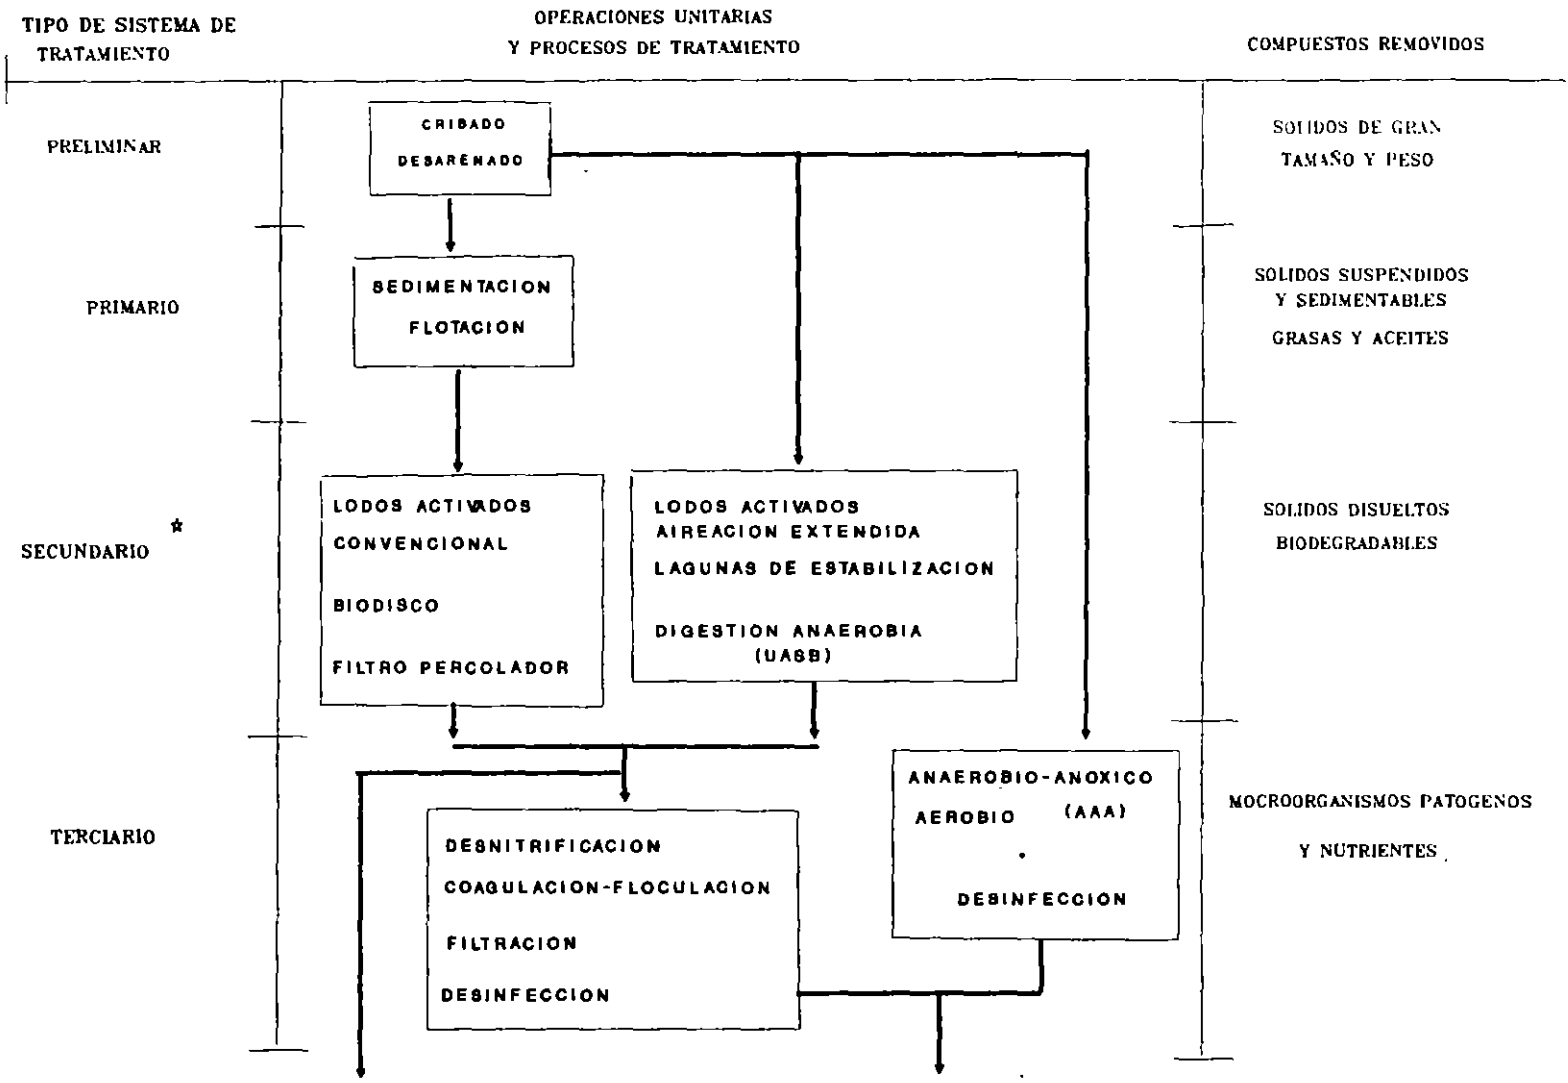 TIPO DE SISTEMA DE
TRATAMIENTO
OPERACIONES UNITARIAS
Y PROCESOS DE TRATAMIENTO
COMPUESTOS REMOVIDOS
PRELIMINAR
CRIBADO
DESARENADO
SOLIDOS DE GRAN
TAMAÑO Y PESO
PRIMARIO
SEDIMENTACION
FLOTACION
SOLIDOS SUSPENDIDOS
Y SEDIMENTABLES
GRASAS Y ACEITES
SECUNDARIO ☆
LODOS ACTIVADOS
CONVENCIONAL
BIODISCO
FILTRO PERCOLADOR
LODOS ACTIVADOS
AIREACION EXTENDIDA
LAGUNAS DE ESTABILIZACION
DIGESTION ANAEROBIA
(UASB)
SOLIDOS DISUELTOS
BIODEGRADABLES
TERCIARIO
DESNITRIFICACION
COAGULACION-FLOCULACION
FILTRACION
DESINFECCION
ANAEROBIO-ANOXICO
AEROBIO (AAA)
DESINFECCION
MOCROORGANISMOS PATOGENOS
Y NUTRIENTES